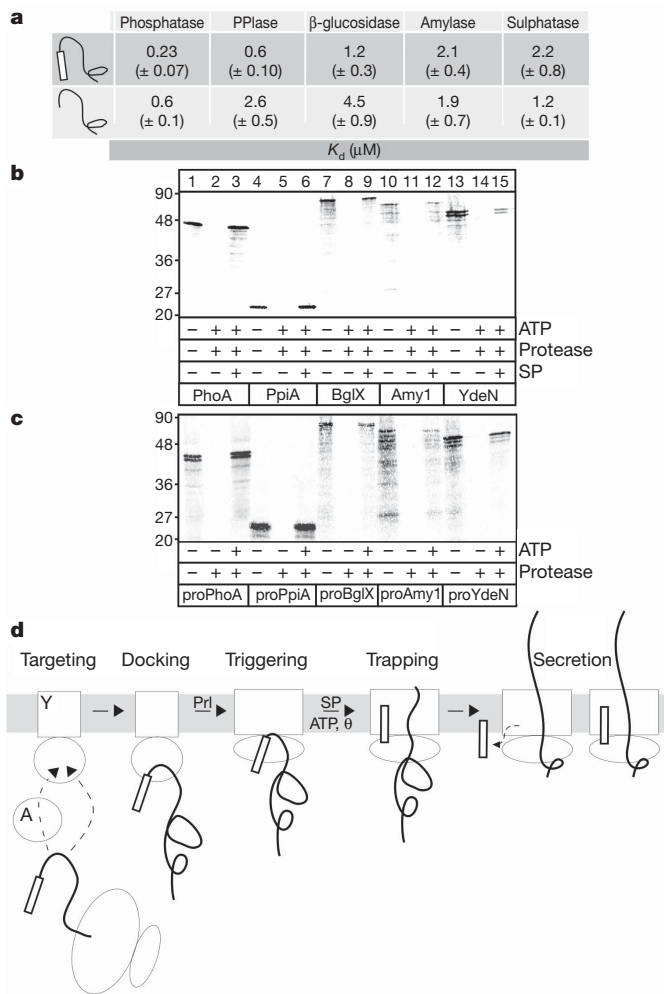 a
Phosphatase PPIase β-glucosidase Amylase Sulphatase
0.23 0.6 1.2 2.1 2.2
(± 0.07) (± 0.10) (± 0.3) (± 0.4) (± 0.8)
0.6 2.6 4.5 1.9 1.2
(± 0.1) (± 0.5) (± 0.9) (± 0.7) (± 0.1)
Kd (μM)
b
1 2 3 4 5 6 7 8 9 10 11 12 13 14 15
90
48
36
27
20
− + + − + + − + + − + + − + + ATP
− + + − + + − + + − + + − + + Protease
− − + − − + − − + − − + − − + SP
PhoA PpiA BglX Amy1 YdeN
c
90
48
36
27
20
− − + − − + − − + − − + − − + ATP
− + + − + + − + + − + + − + + Protease
proPhoA proPpiA proBglX proAmy1 proYdeN
d
Targeting Docking Triggering Trapping Secretion
Y
Prl SP
ATP, θ
A